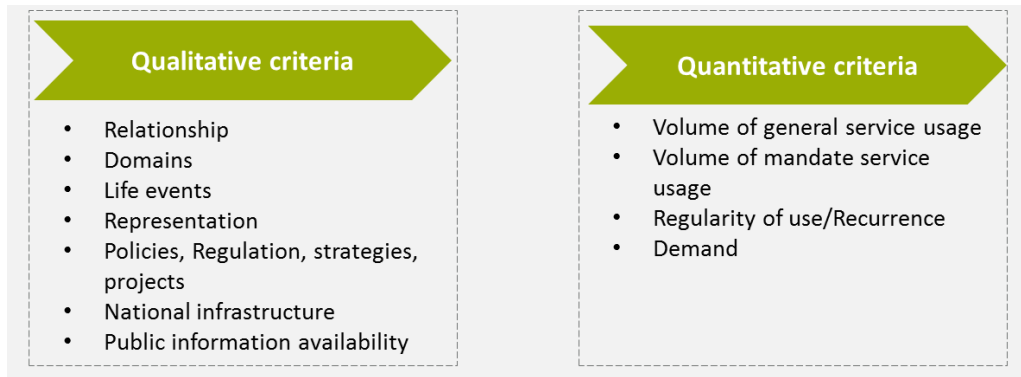 Qualitative criteria
• Relationship
• Domains
• Life events
• Representation
• Policies, Regulation, strategies,
projects
• National infrastructure
• Public information availability
Quantitative criteria
• Volume of general service usage
• Volume of mandate service
usage
• Regularity of use/Recurrence
• Demand